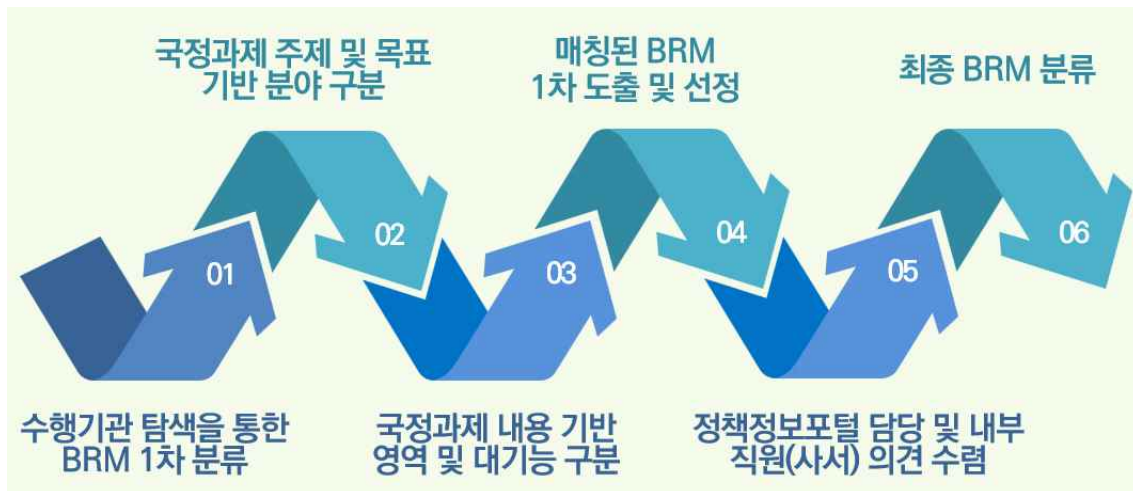 국정과제 주제 및 목표
기반 분야 구분
매칭된 BRM
1차 도출 및 선정
최종 BRM 분류
01
02
03
04
05
06
수행기관 탐색을 통한
BRM 1차 분류
국정과제 내용 기반
영역 및 대기능 구분
정책정보포털 담당 및 내부
직원(사서) 의견 수렴